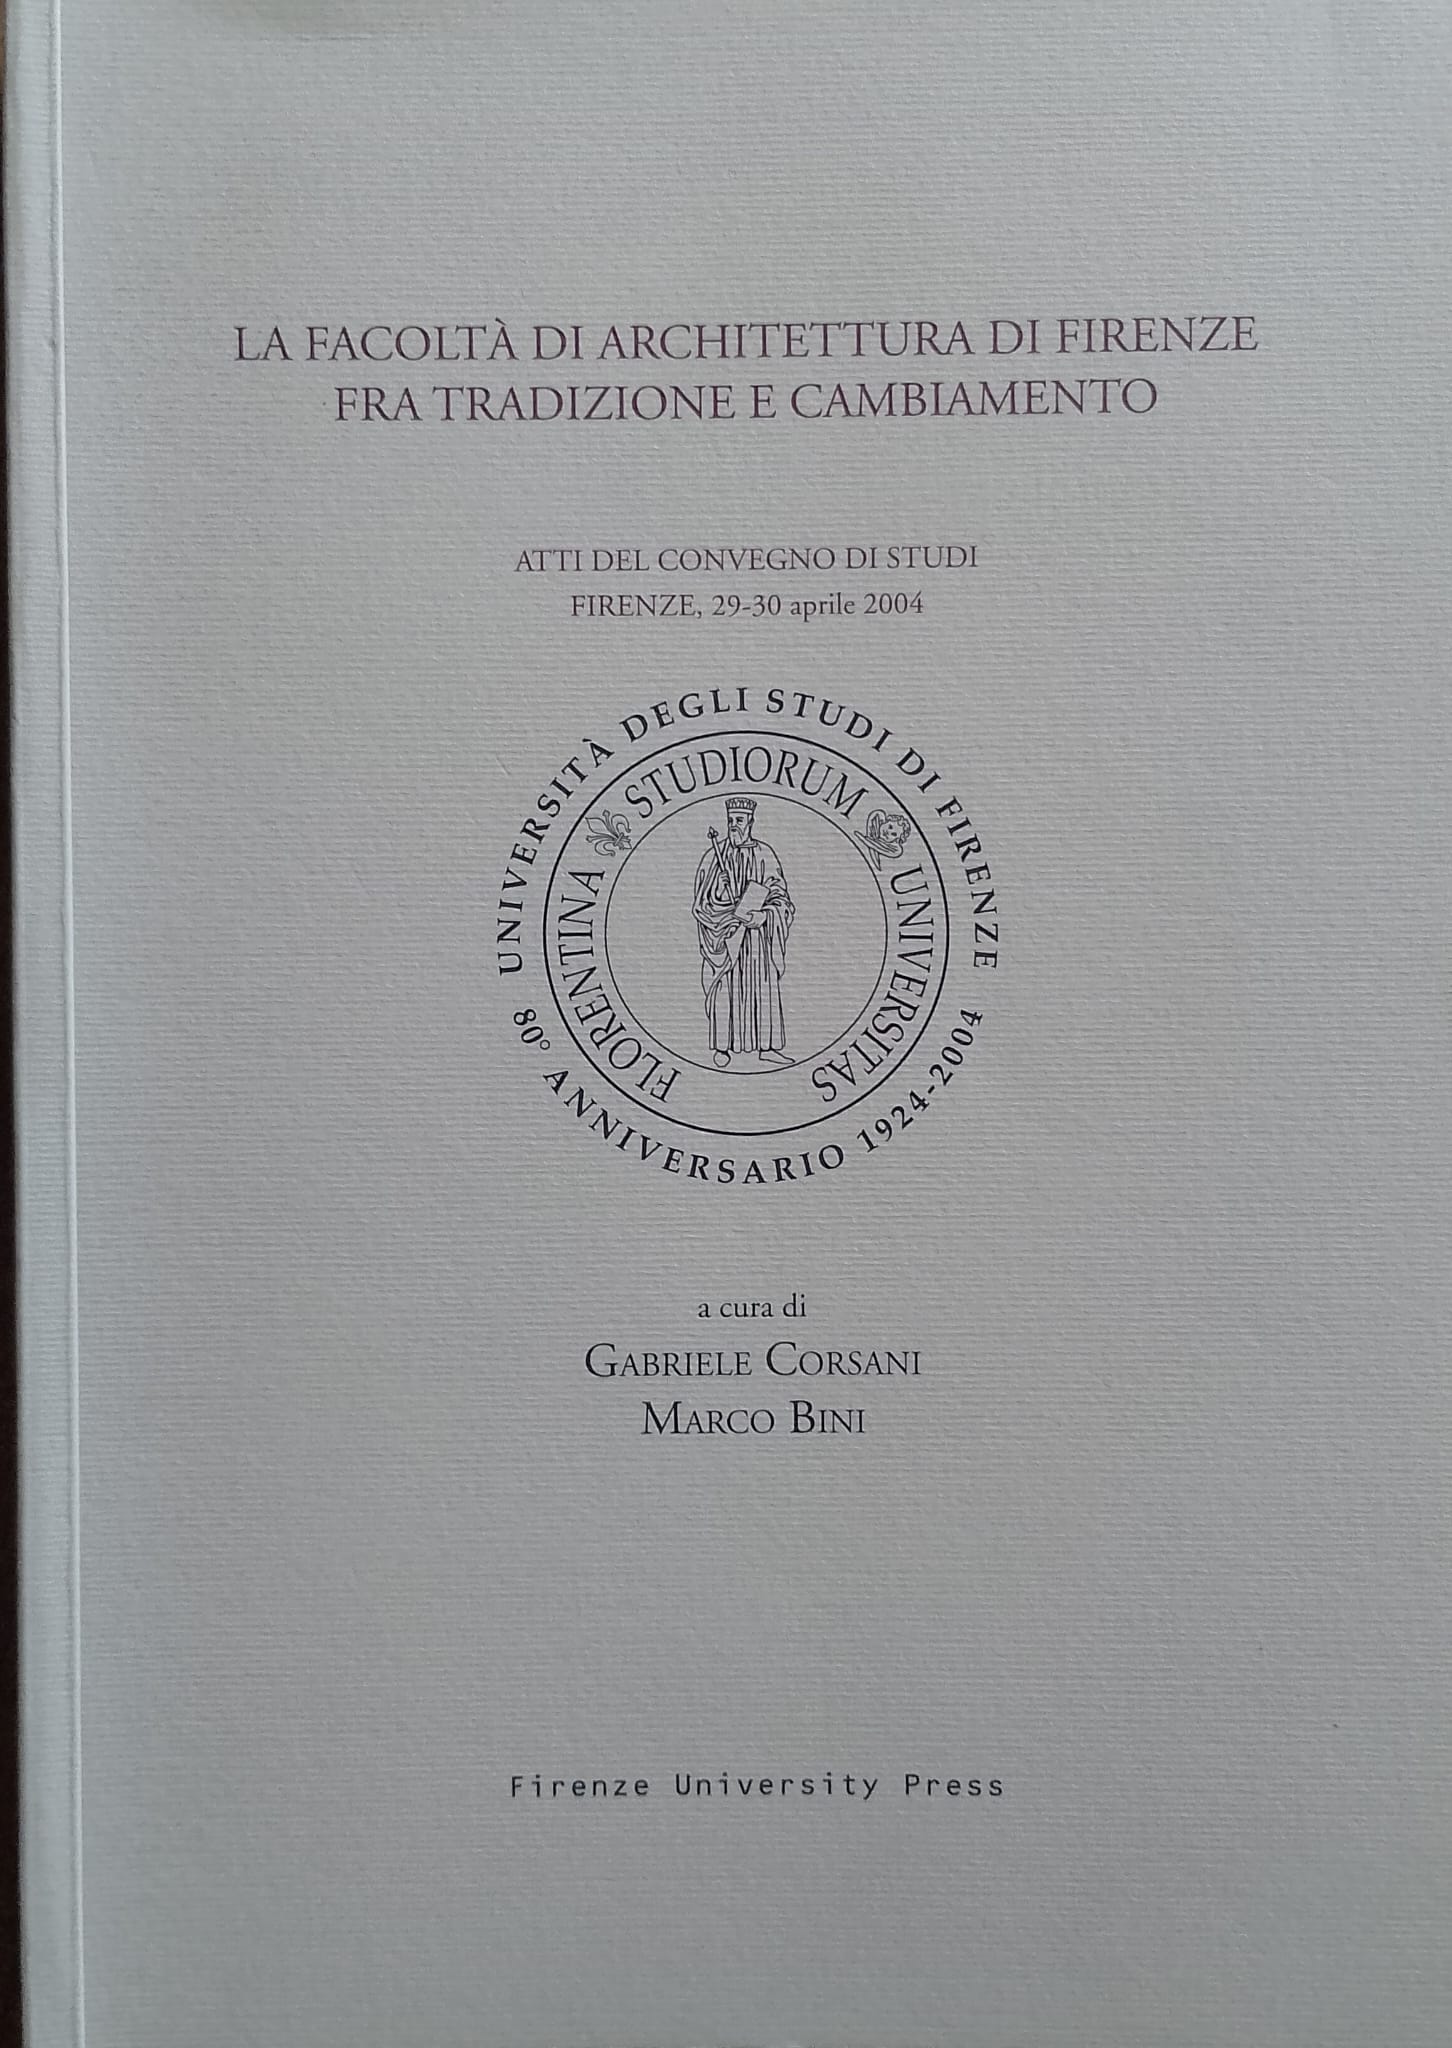 LA FACOLTÀ DI ARCHITETTURA DI FIRENZE
FRA TRADIZIONE E CAMBIAMENTO
ATTI DEL CONVEGNO DI STUDI
FIRENZE, 29-30 aprile 2004
UNIVERSITÀ DEGLI STUDI DI FIRENZE
FLORENTINA STUDIORUM UNIVERSITAS
80° ANNIVERSARIO 1924-2004
a cura di
GABRIELE CORSANI
MARCO BINI
Firenze University Press